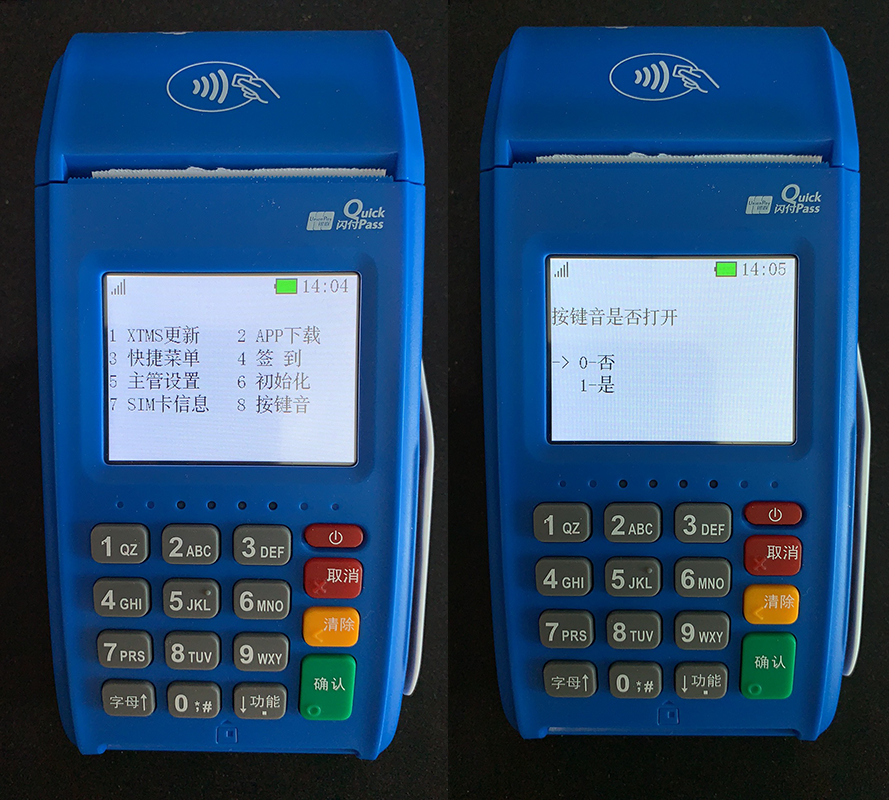 Quick
闪付Pass
14:04
1 XTMS更新 2 APP下载
3 快捷菜单 4 签 到
5 主管设置 6 初始化
7 SIM卡信息 8 按键音
1 QZ 2 ABC 3 DEF
取消
4 GHI 5 JKL 6 MNO
清除
7 PRS 8 TUV 9 WXY
确认
字母↑ 0 *,# ↓功能
Quick
闪付Pass
14:05
按键音是否打开
-> 0-否
1-是
1 QZ 2 ABC 3 DEF
取消
4 GHI 5 JKL 6 MNO
清除
7 PRS 8 TUV 9 WXY
确认
字母↑ 0 *,# ↓功能